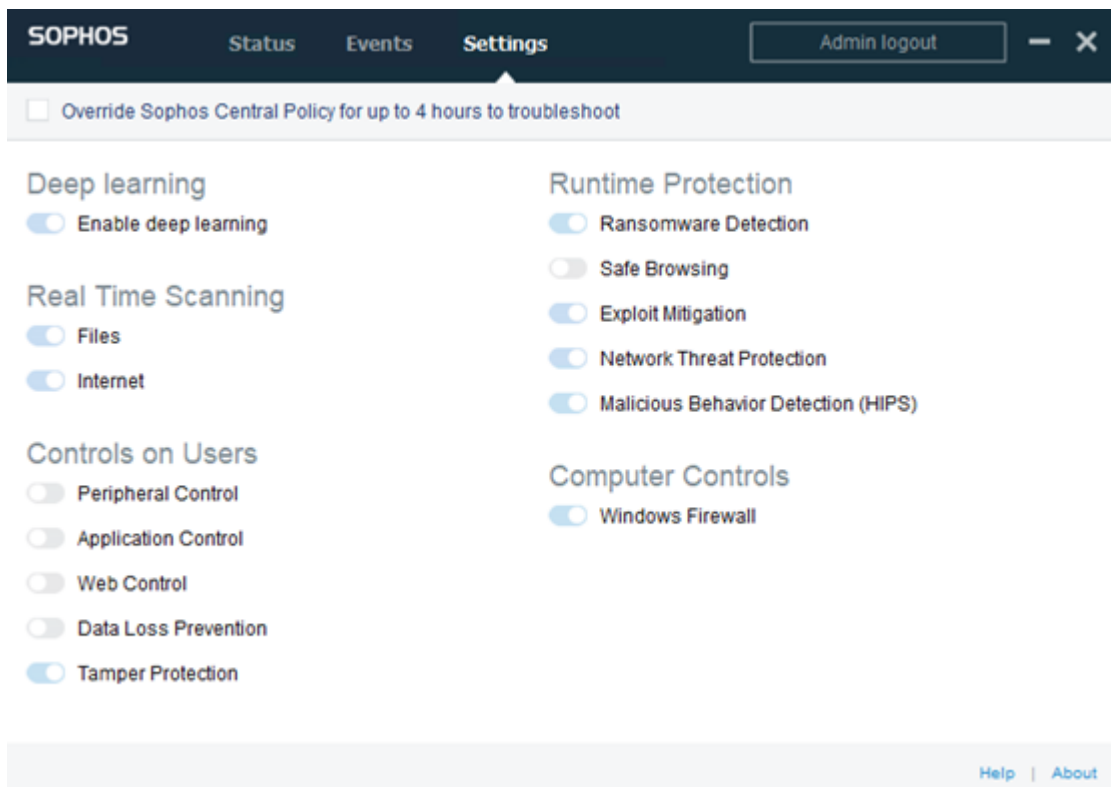 SOPHOS Status Events Settings Admin logout
Override Sophos Central Policy for up to 4 hours to troubleshoot
Deep learning
Enable deep learning
Real Time Scanning
Files
Internet
Controls on Users
Peripheral Control
Application Control
Web Control
Data Loss Prevention
Tamper Protection
Runtime Protection
Ransomware Detection
Safe Browsing
Exploit Mitigation
Network Threat Protection
Malicious Behavior Detection (HIPS)
Computer Controls
Windows Firewall
Help | About